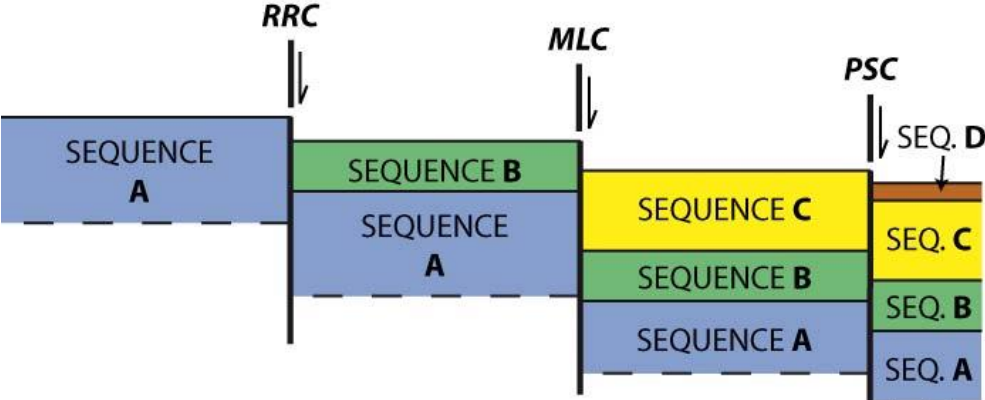 RRC
MLC
PSC
SEQ. D
SEQUENCE
A
SEQUENCE B
SEQUENCE
A
SEQUENCE C
SEQUENCE B
SEQUENCE A
SEQ. C
SEQ. B
SEQ. A